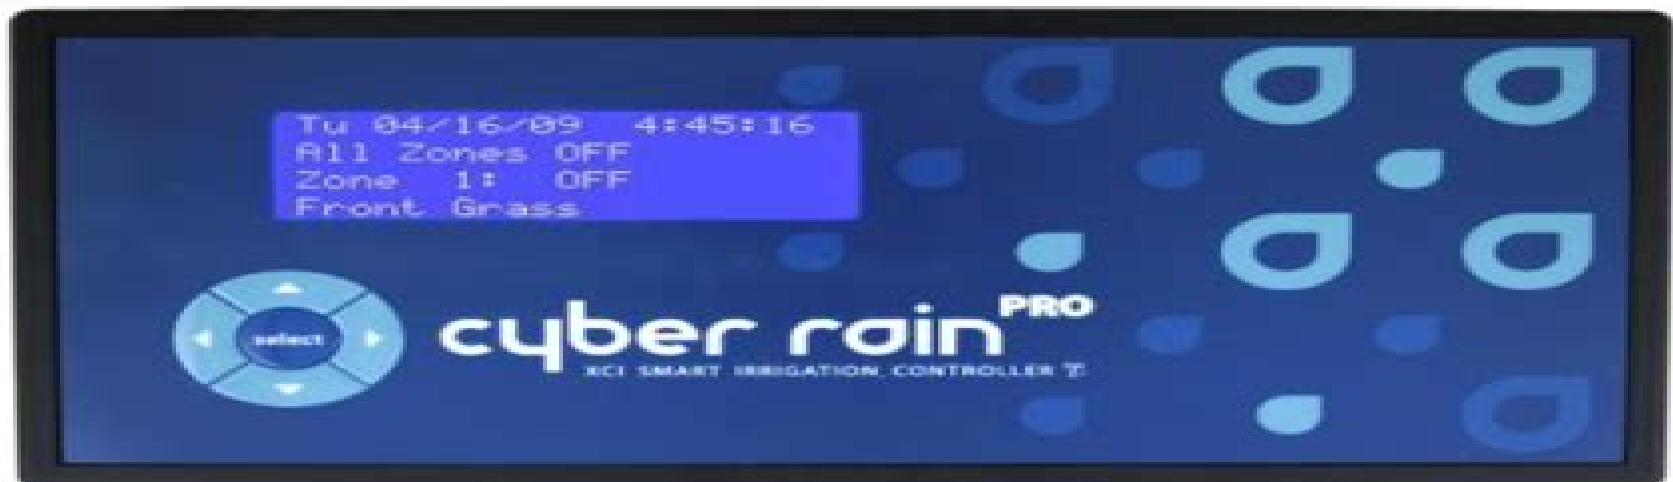 Tu 04/16/09 4:45:16
All Zones OFF
Zone 1: OFF
Front Grass
select
cyber rain PRO
XCI SMART IRRIGATION CONTROLLER